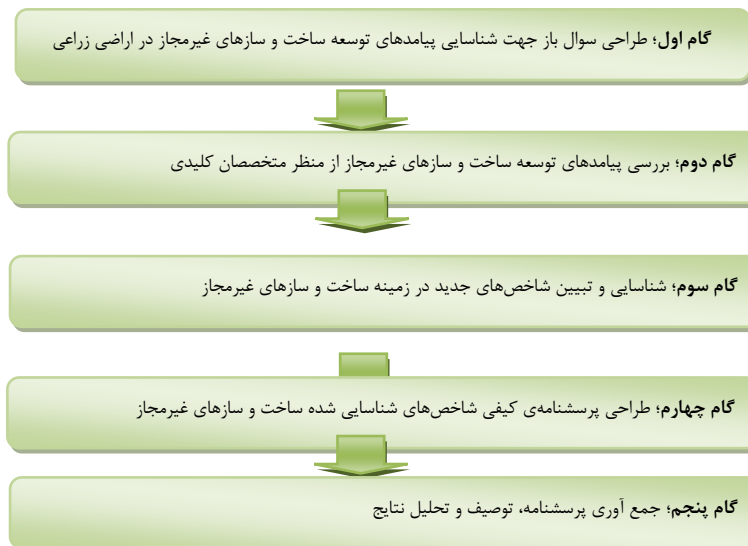 گام اول؛ طراحی سوال باز جهت شناسایی پیامدهای توسعه ساخت و سازهای غیرمجاز در اراضی زراعی
گام دوم؛ بررسی پیامدهای توسعه ساخت و سازهای غیرمجاز از منظر متخصصان کلیدی
گام سوم؛ شناسایی و تبیین شاخص‌های جدید در زمینه ساخت و سازهای غیرمجاز
گام چهارم؛ طراحی پرسشنامه‌ی کیفی شاخص‌های شناسایی شده ساخت و سازهای غیرمجاز
گام پنجم؛ جمع آوری پرسشنامه، توصیف و تحلیل نتایج